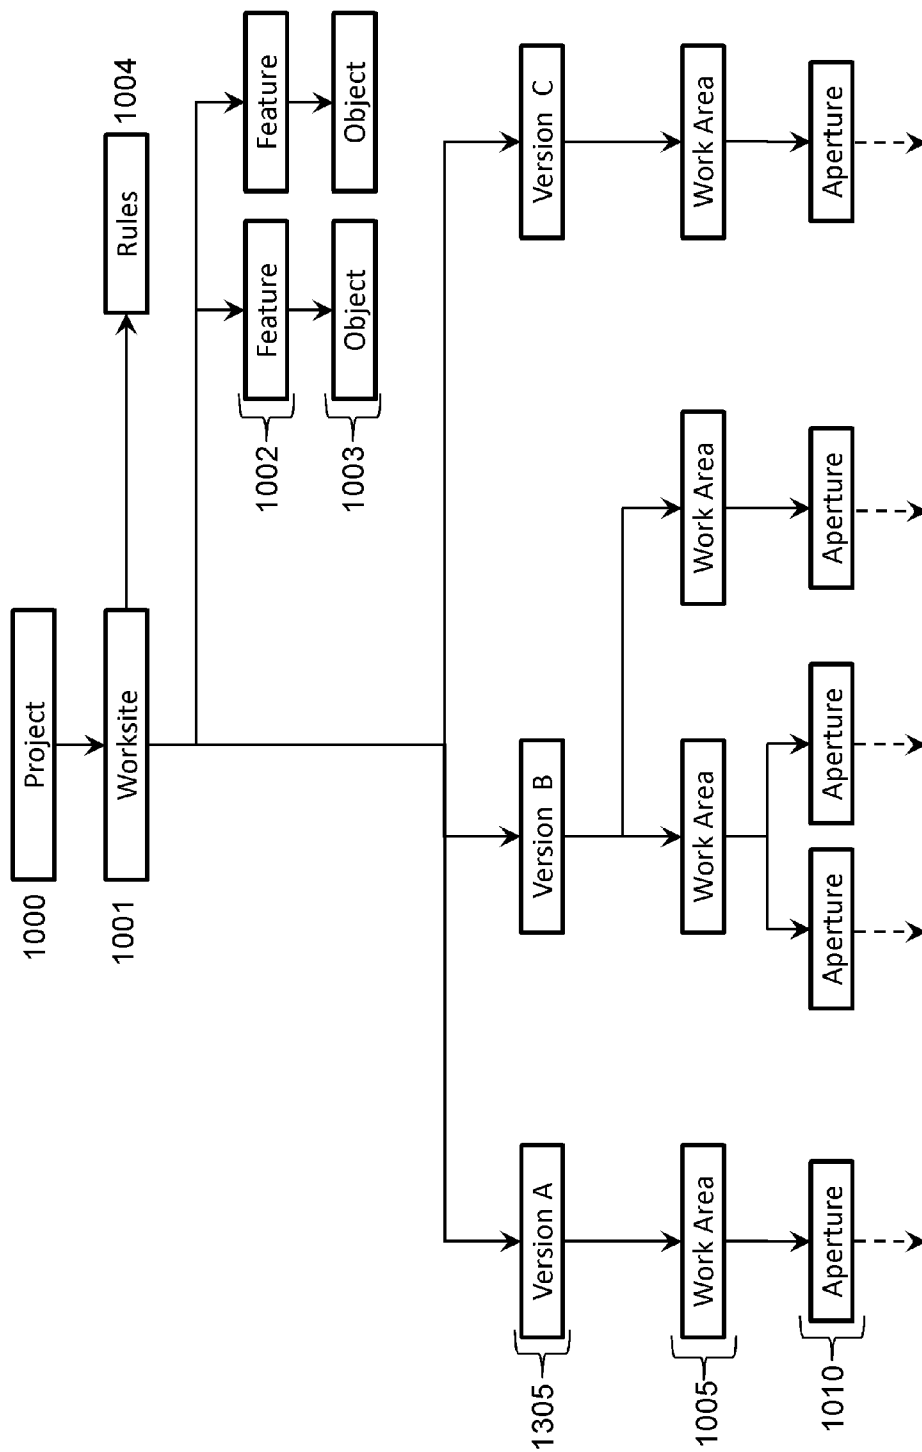 1000
Project
1001
Worksite
Rules
1004
1002
Feature
Feature
1003
Object
Object
1305
Version A
Version B
Version C
1005
Work Area
Work Area
Work Area
Work Area
1010
Aperture
Aperture
Aperture
Aperture
Aperture